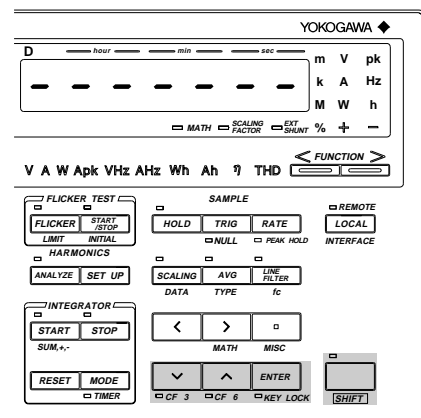 YOKOGAWA
D hour min sec
m V pk
k A Hz
M W h
MATH SCALING FACTOR EXT SHUNT % + −
V A W Apk VHz AHz Wh Ah η THD < FUNCTION >
FLICKER TEST SAMPLE
REMOTE
FLICKER START /STOP HOLD TRIG RATE LOCAL
LIMIT INITIAL NULL PEAK HOLD INTERFACE
HARMONICS
ANALYZE SET UP SCALING AVG LINE FILTER
DATA TYPE fc
INTEGRATOR
START STOP < >
SUM,+,- MATH MISC
RESET MODE ENTER
TIMER CF 3 CF 6 KEY LOCK SHIFT